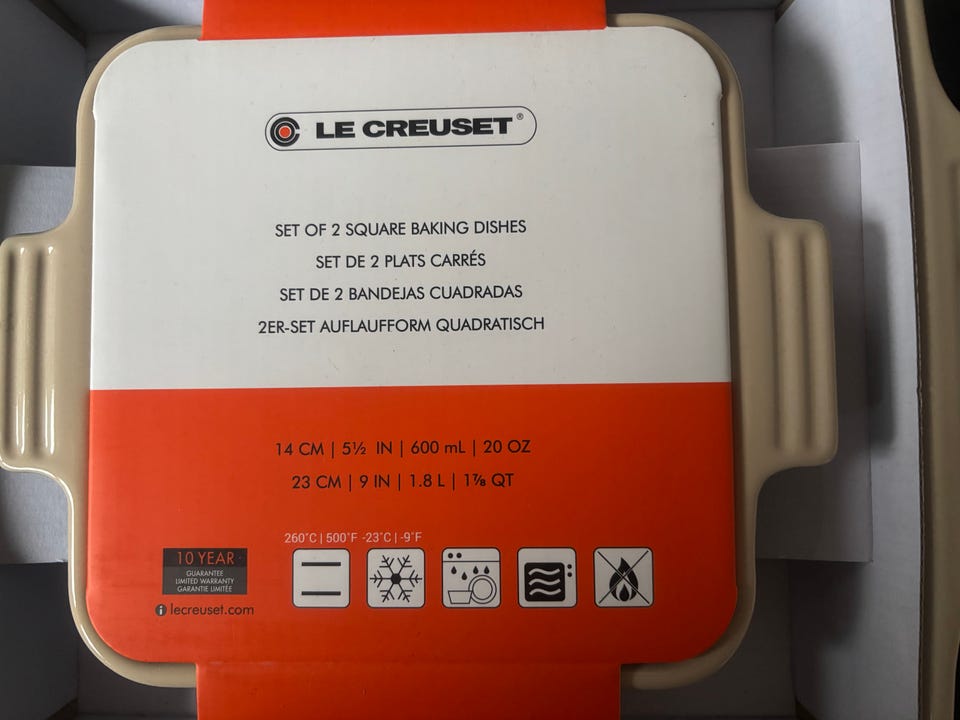 LE CREUSET®
SET OF 2 SQUARE BAKING DISHES
SET DE 2 PLATS CARRÉS
SET DE 2 BANDEJAS CUADRADAS
2ER-SET AUFLAUFFORM QUADRATISCH
14 CM | 5½ IN | 600 mL | 20 OZ
23 CM | 9 IN | 1.8 L | 1⅞ QT
260°C | 500°F -23°C | -9°F
10 YEAR
GUARANTEE
LIMITED WARRANTY
GARANTIE LIMITÉE
i lecreuset.com